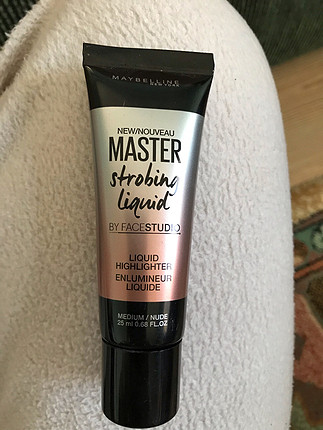 MAYBELLINE
NEW YORK
NEW/NOUVEAU
MASTER
strobing
liquid
BY FACESTUDIO
LIQUID
HIGHLIGHTER
ENLUMINEUR
LIQUIDE
MEDIUM / NUDE
25 ml 0.68 FL.OZ